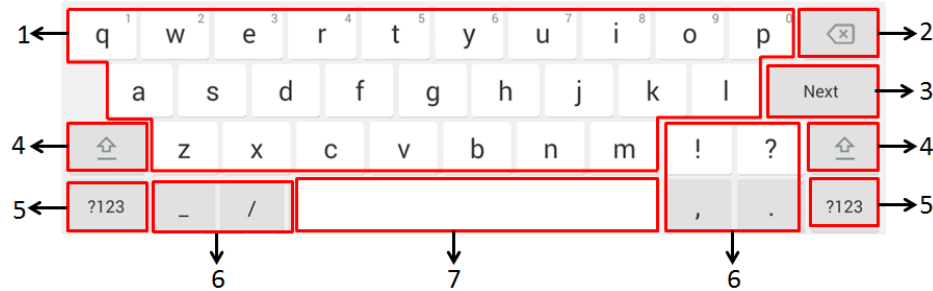 1 q 1 w 2 e 3 r 4 t 5 y 6 u 7 i 8 o 9 p 0 2
a s d f g h j k l Next 3
4 z x c v b n m ! ? 4
5 ?123 _ / , . ?123 5
6 7 6